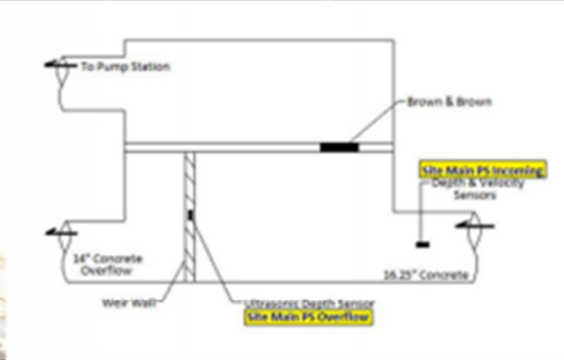 To Pump Station
Brown & Brown
Site Main PS Incoming
Depth & Velocity
Sensors
14" Concrete
Overflow
16.25" Concrete
Weir Wall
Ultrasonic Depth Sensor
Site Main PS Overflow